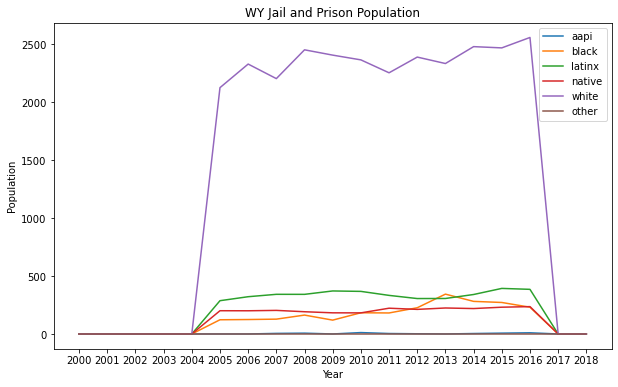 WY Jail and Prison Population
aapi
black
latinx
native
white
other
2500
2000
1500
1000
500
0
Population
2000 2001 2002 2003 2004 2005 2006 2007 2008 2009 2010 2011 2012 2013 2014 2015 2016 2017 2018
Year